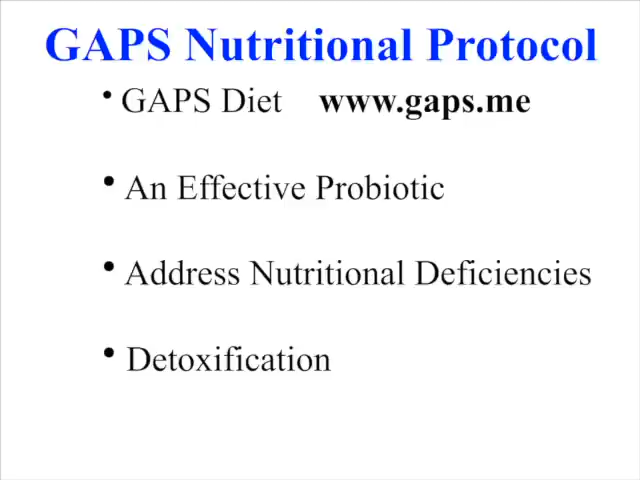 GAPS Nutritional Protocol
• GAPS Diet www.gaps.me
• An Effective Probiotic
• Address Nutritional Deficiencies
• Detoxification